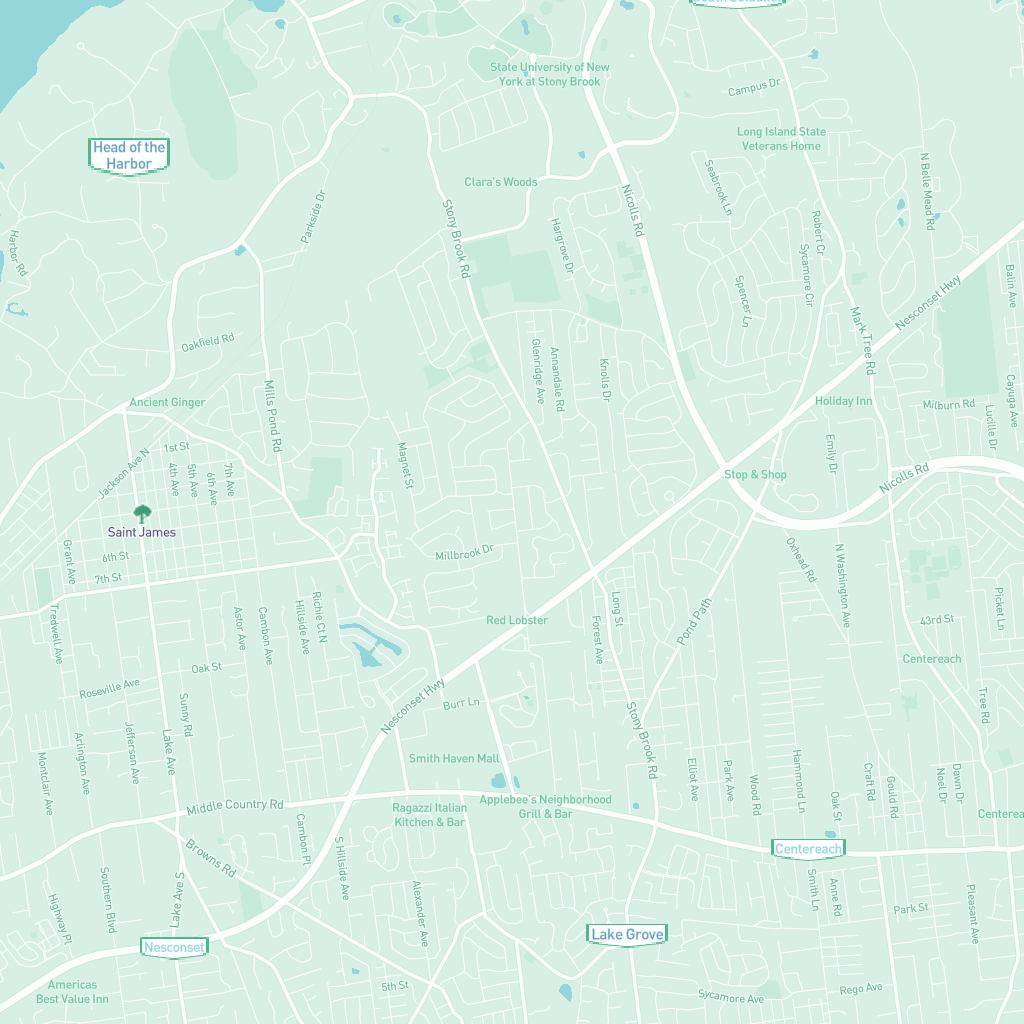 South Setauket
State University of New
York at Stony Brook
Campus Dr
Long Island State
Veterans Home
Head of the
Harbor
Clara's Woods
Seabrook Ln
N Belle Mead Rd
Nicolls Rd
Parkside Dr
Stony Brook Rd
Hargrove Dr
Robert Cr
Harbor Rd
Sycamore Cir
Balin Ave
Spencer Ln
Nesconset Hwy
Mark Tree Rd
Oakfield Rd
Glenridge Ave
Annandale Rd
Knolls Dr
Cayuga Ave
Mills Pond Rd
Ancient Ginger
Holiday Inn
Milburn Rd
Lucille Dr
1st St
Jackson Ave N
4th Ave
5th Ave
6th Ave
7th Ave
Magnet St
Emily Dr
Stop & Shop
Nicolls Rd
Saint James
Grant Ave
6th St
7th St
Millbrook Dr
Oxhead Rd
N Washington Ave
Tredwell Ave
Astor Ave
Cambon Ave
Hillside Ave
Richie Ct N
Red Lobster
Long St
Forest Ave
Pond Path
43rd St
Picket Ln
Centereach
Oak St
Roseville Ave
Sunny Rd
Nesconset Hwy
Burr Ln
Tree Rd
Stony Brook Rd
Jefferson Ave
Lake Ave
Arlington Ave
Montclair Ave
Smith Haven Mall
Elliot Ave
Park Ave
Wood Rd
Hammond Ln
Oak St
Craft Rd
Gould Rd
Noel Dr
Dawn Dr
Middle Country Rd
Ragazzi Italian
Kitchen & Bar
Applebee's Neighborhood
Grill & Bar
Centerea
Cambon Pl
S Hillside Ave
Browns Rd
Centereach
Southern Blvd
Lake Ave S
Highway Pl
Alexander Ave
Smith Ln
Anne Rd
Park St
Pleasant Ave
Lake Grove
Nesconset
Americas
Best Value Inn
5th St
Sycamore Ave
Rego Ave